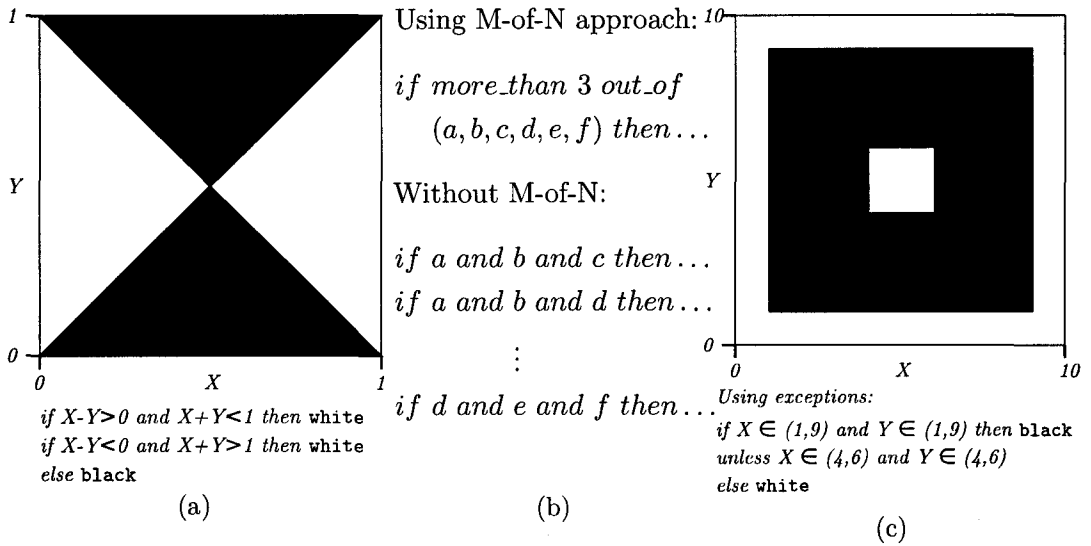 1
Y
0
0
X
1
if X-Y>0 and X+Y<1 then white
if X-Y<0 and X+Y>1 then white
else black
(a)
Using M-of-N approach:
if more_than 3 out_of
(a, b, c, d, e, f) then ...
Without M-of-N:
if a and b and c then ...
if a and b and d then ...
⋮
if d and e and f then ...
(b)
10
Y
0
0
X
10
Using exceptions:
if X ∈ (1,9) and Y ∈ (1,9) then black
unless X ∈ (4,6) and Y ∈ (4,6)
else white
(c)